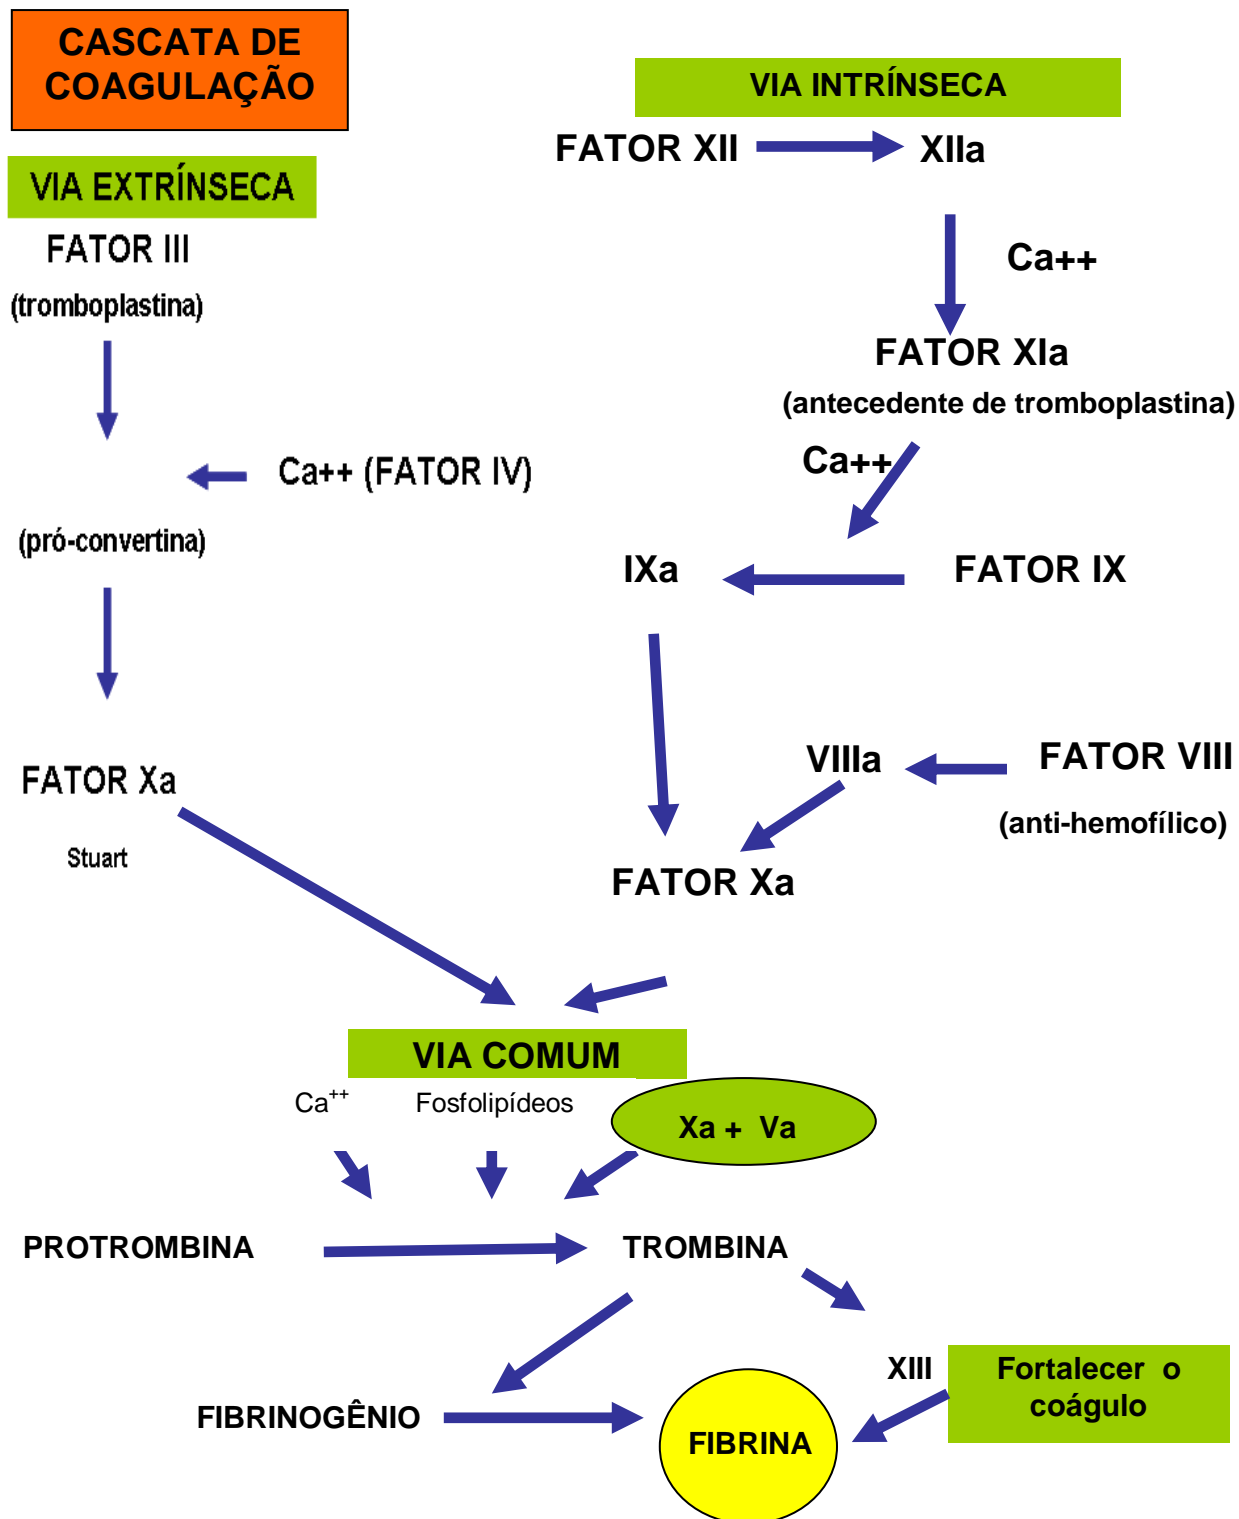 CASCATA DE
COAGULAÇÃO
VIA INTRÍNSECA
FATOR XII
XIIa
VIA EXTRÍNSECA
FATOR III
(tromboplastina)
Ca++
FATOR XIa
(antecedente de tromboplastina)
Ca++
Ca++ (FATOR IV)
(pró-convertina)
IXa
FATOR IX
FATOR Xa
Stuart
VIIIa
FATOR VIII
(anti-hemofílico)
FATOR Xa
VIA COMUM
Ca++
Fosfolipídeos
Xa + Va
PROTROMBINA
TROMBINA
XIII
Fortalecer o
coágulo
FIBRINOGÊNIO
FIBRINA